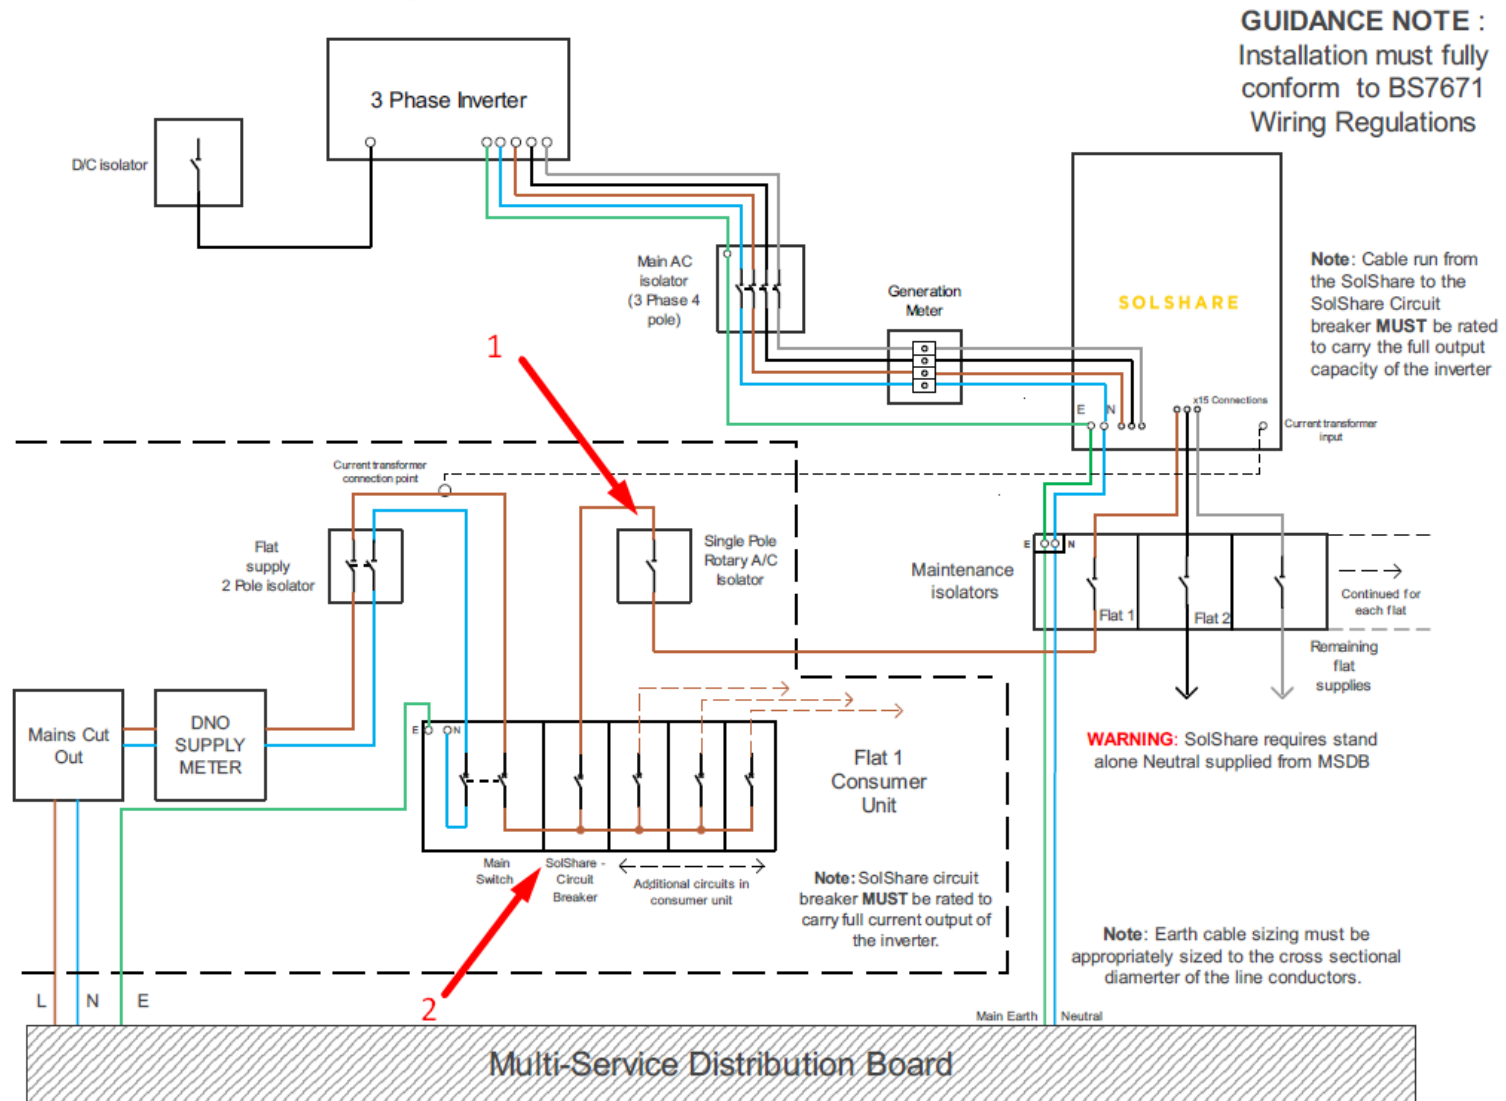 GUIDANCE NOTE :
Installation must fully
conform to BS7671
Wiring Regulations
3 Phase Inverter
D/C isolator
Main AC
isolator
(3 Phase 4
pole)
Generation
Meter
SOLSHARE
Note: Cable run from
the SolShare to the
SolShare Circuit
breaker MUST be rated
to carry the full output
capacity of the inverter
1
E
N
x15 Connections
Current transformer
input
Current transformer
connection point
Flat
supply
2 Pole isolator
Single Pole
Rotary A/C
Isolator
Maintenance
isolators
E
N
Flat 1
Flat 2
Continued for
each flat
Remaining
flat
supplies
Mains Cut
Out
DNO
SUPPLY
METER
E
N
Flat 1
Consumer
Unit
WARNING: SolShare requires stand
alone Neutral supplied from MSDB
Main
Switch
SolShare -
Circuit
Breaker
Additional circuits in
consumer unit
Note: SolShare circuit
breaker MUST be rated to
carry full current output of
the inverter.
Note: Earth cable sizing must be
appropriately sized to the cross sectional
diamerter of the line conductors.
2
L
N
E
Main Earth
Neutral
Multi-Service Distribution Board